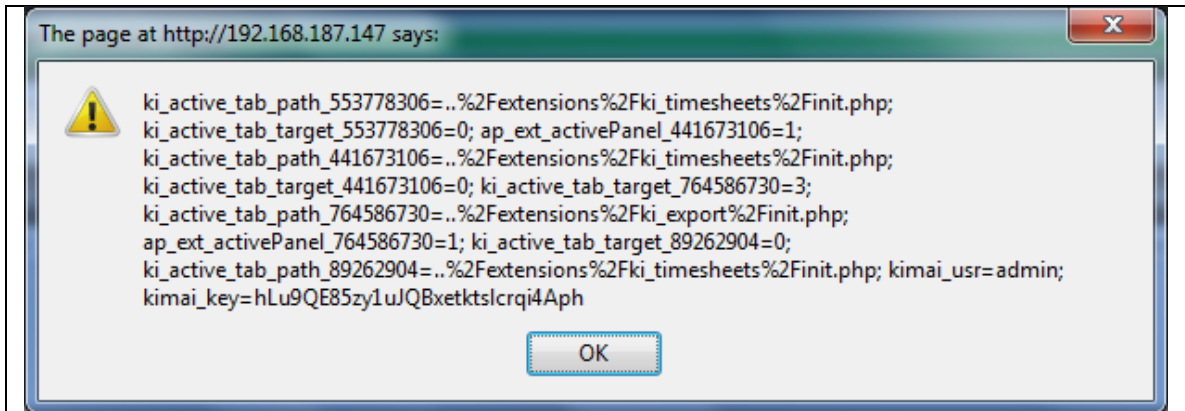 The page at http://192.168.187.147 says:
ki_active_tab_path_553778306=..%2Fextensions%2Fki_timesheets%2Finit.php;
ki_active_tab_target_553778306=0; ap_ext_activePanel_441673106=1;
ki_active_tab_path_441673106=..%2Fextensions%2Fki_timesheets%2Finit.php;
ki_active_tab_target_441673106=0; ki_active_tab_target_764586730=3;
ki_active_tab_path_764586730=..%2Fextensions%2Fki_export%2Finit.php;
ap_ext_activePanel_764586730=1; ki_active_tab_target_89262904=0;
ki_active_tab_path_89262904=..%2Fextensions%2Fki_timesheets%2Finit.php; kimai_usr=admin;
kimai_key=hLu9QE85zy1uJQBxetktslcrqi4Aph
OK